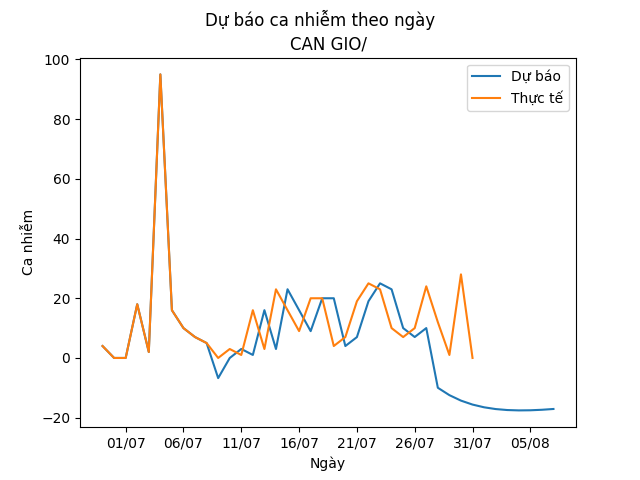 Dự báo ca nhiễm theo ngày
CAN GIO/
Dự báo
Thực tế
100
80
60
40
20
0
−20
Ca nhiễm
01/07 06/07 11/07 16/07 21/07 26/07 31/07 05/08
Ngày